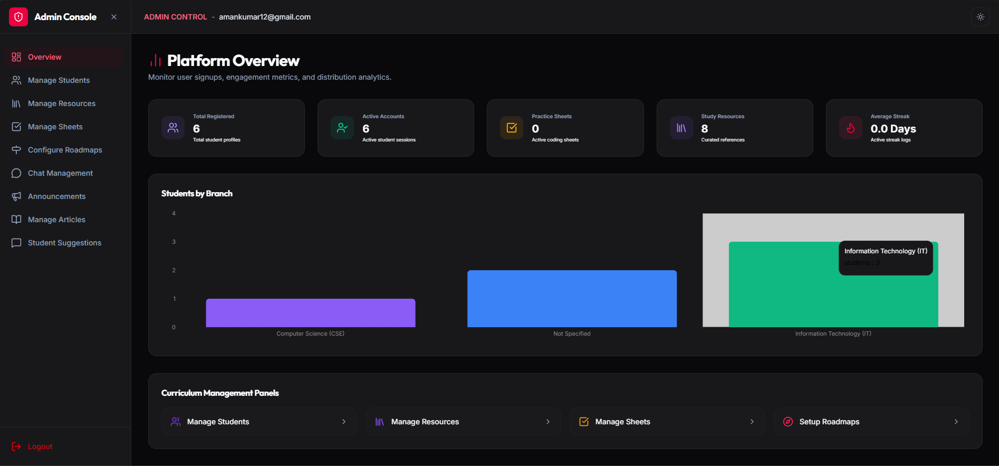 Admin Console
ADMIN CONTROL - amankumar12@gmail.com
Overview
Manage Students
Manage Resources
Manage Sheets
Configure Roadmaps
Chat Management
Announcements
Manage Articles
Student Suggestions
Logout
Platform Overview
Monitor user signups, engagement metrics, and distribution analytics.
Total Registered
6
Total student profiles
Active Accounts
6
Active student sessions
Practice Sheets
0
Active coding sheets
Study Resources
8
Curated references
Average Streak
0.0 Days
Active streak logs
Students by Branch
4
3
2
1
0
Computer Science (CSE)
Not Specified
Information Technology (IT)
Information Technology (IT)
students : 3
Curriculum Management Panels
Manage Students
Manage Resources
Manage Sheets
Setup Roadmaps